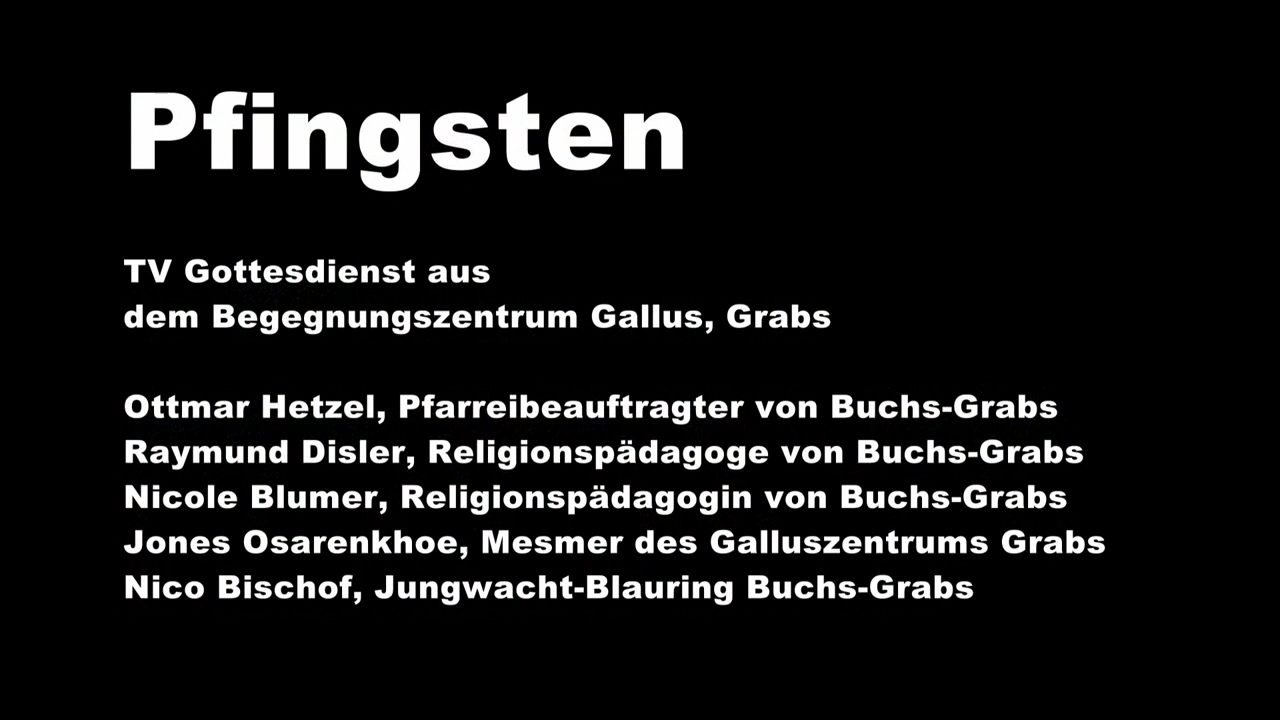 Pfingsten
TV Gottesdienst aus
dem Begegnungszentrum Gallus, Grabs
Ottmar Hetzel, Pfarreibeauftragter von Buchs-Grabs
Raymund Disler, Religionspädagoge von Buchs-Grabs
Nicole Blumer, Religionspädagogin von Buchs-Grabs
Jones Osarenkhoe, Mesmer des Galluszentrums Grabs
Nico Bischof, Jungwacht-Blauring Buchs-Grabs